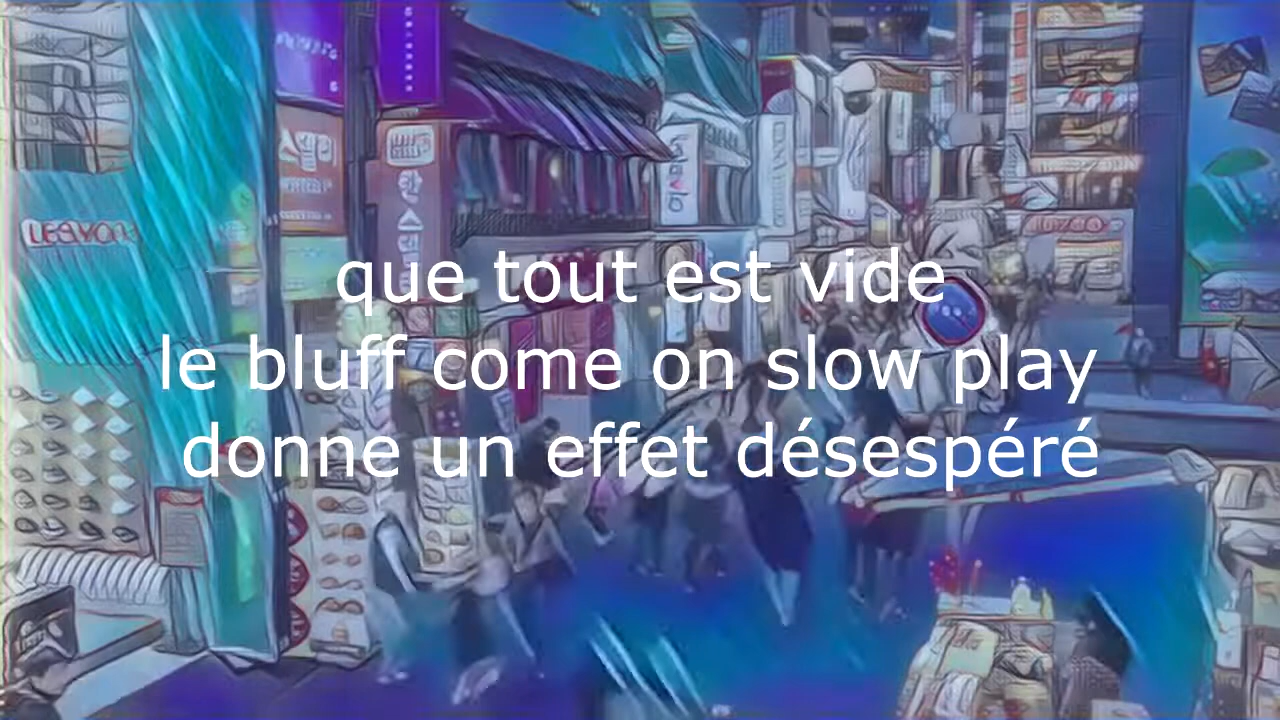 que tout est vide
le bluff come on slow play
donne un effet désespéré